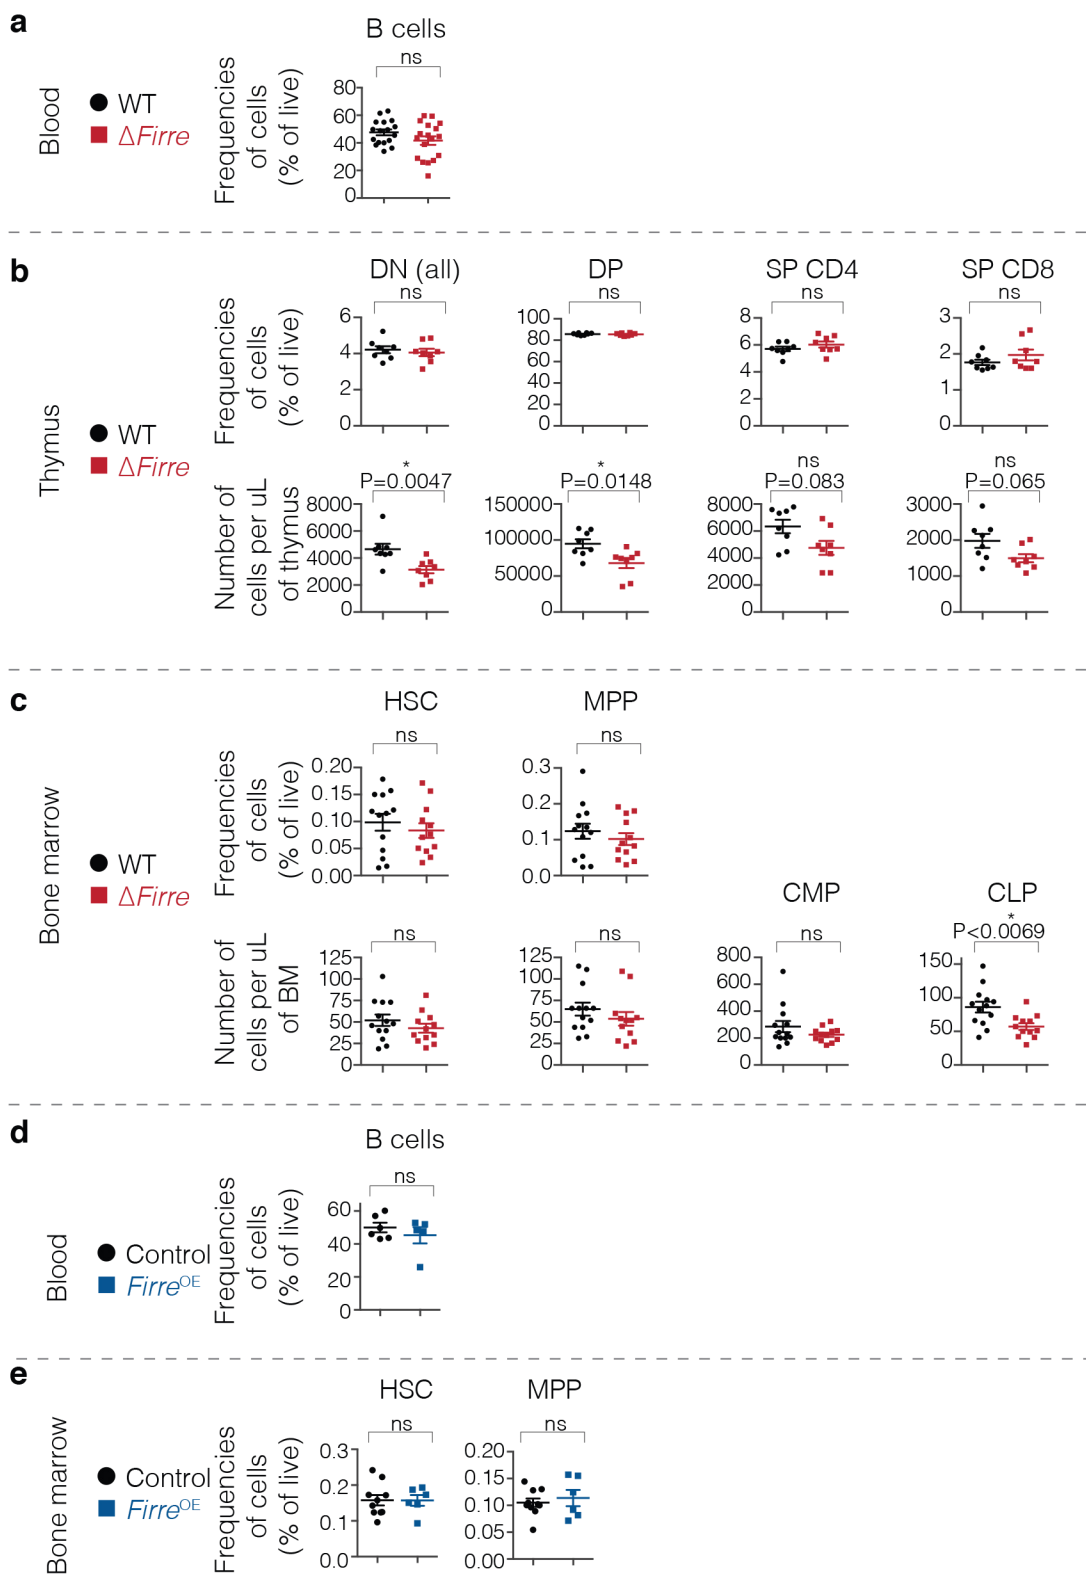 a
B cells
ns
Blood
WT
ΔFirre
Frequencies
of cells
(% of live)
80
60
40
20
0
b
DN (all)
DP
SP CD4
SP CD8
ns
ns
ns
ns
Thymus
WT
ΔFirre
Frequencies
of cells
(% of live)
6
4
2
0
100
80
60
40
20
0
8
6
4
2
0
3
2
1
0
*
P=0.0047
*
P=0.0148
ns
P=0.083
ns
P=0.065
Number of
cells per uL
of thymus
8000
6000
4000
2000
0
150000
100000
50000
0
8000
6000
4000
2000
0
3000
2000
1000
0
c
HSC
MPP
ns
ns
Bone marrow
WT
ΔFirre
Frequencies
of cells
(% of live)
0.20
0.15
0.10
0.05
0.00
0.3
0.2
0.1
0.0
CMP
CLP
ns
ns
ns
*
P<0.0069
Number of
cells per uL
of BM
125
100
75
50
25
0
125
100
75
50
25
0
800
600
400
200
0
150
100
50
0
d
B cells
ns
Blood
Control
Firre^OE
Frequencies
of cells
(% of live)
60
40
20
0
e
HSC
MPP
ns
ns
Bone marrow
Control
Firre^OE
Frequencies
of cells
(% of live)
0.3
0.2
0.1
0.0
0.20
0.15
0.10
0.05
0.00